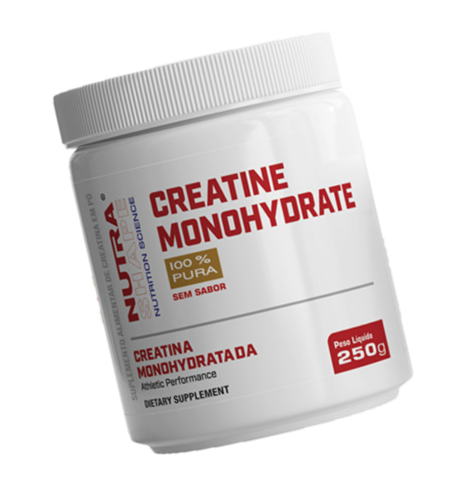 SUPLEMENTO ALIMENTAR DE CREATINA EM PÓ
NUTRA
SHAPE
NUTRITION SCIENCE
CREATINE
MONOHYDRATE
100%
PURA
SEM SABOR
CREATINA
MONOHYDRATADA
Athletic Performance
DIETARY SUPPLEMENT
Peso Líquido
250g